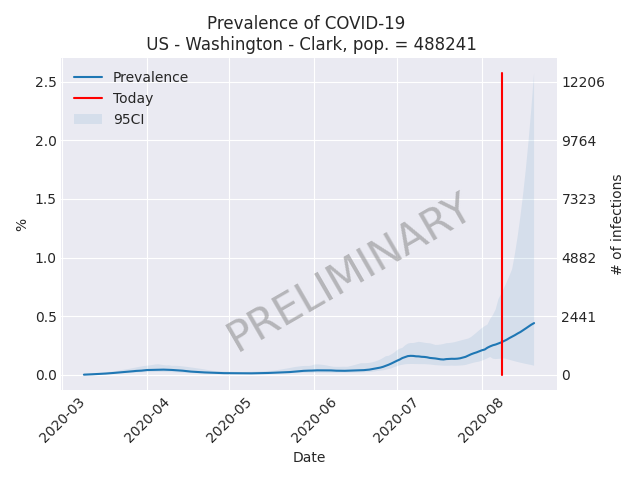 Prevalence of COVID-19
US - Washington - Clark, pop. = 488241
Prevalence
Today
95CI
2.5
2.0
1.5
1.0
0.5
0.0
%
12206
9764
7323
4882
2441
0
# of infections
PRELIMINARY
2020-03
2020-04
2020-05
2020-06
2020-07
2020-08
Date